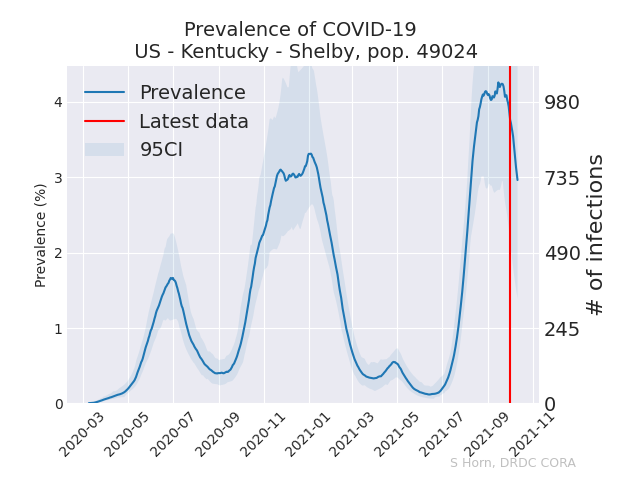 Prevalence of COVID-19
US - Kentucky - Shelby, pop. 49024
Prevalence
Latest data
95CI
Prevalence (%)
4
3
2
1
0
980
735
490
245
0
# of infections
2020-03
2020-05
2020-07
2020-09
2020-11
2021-01
2021-03
2021-05
2021-07
2021-09
2021-11
S Horn, DRDC CORA